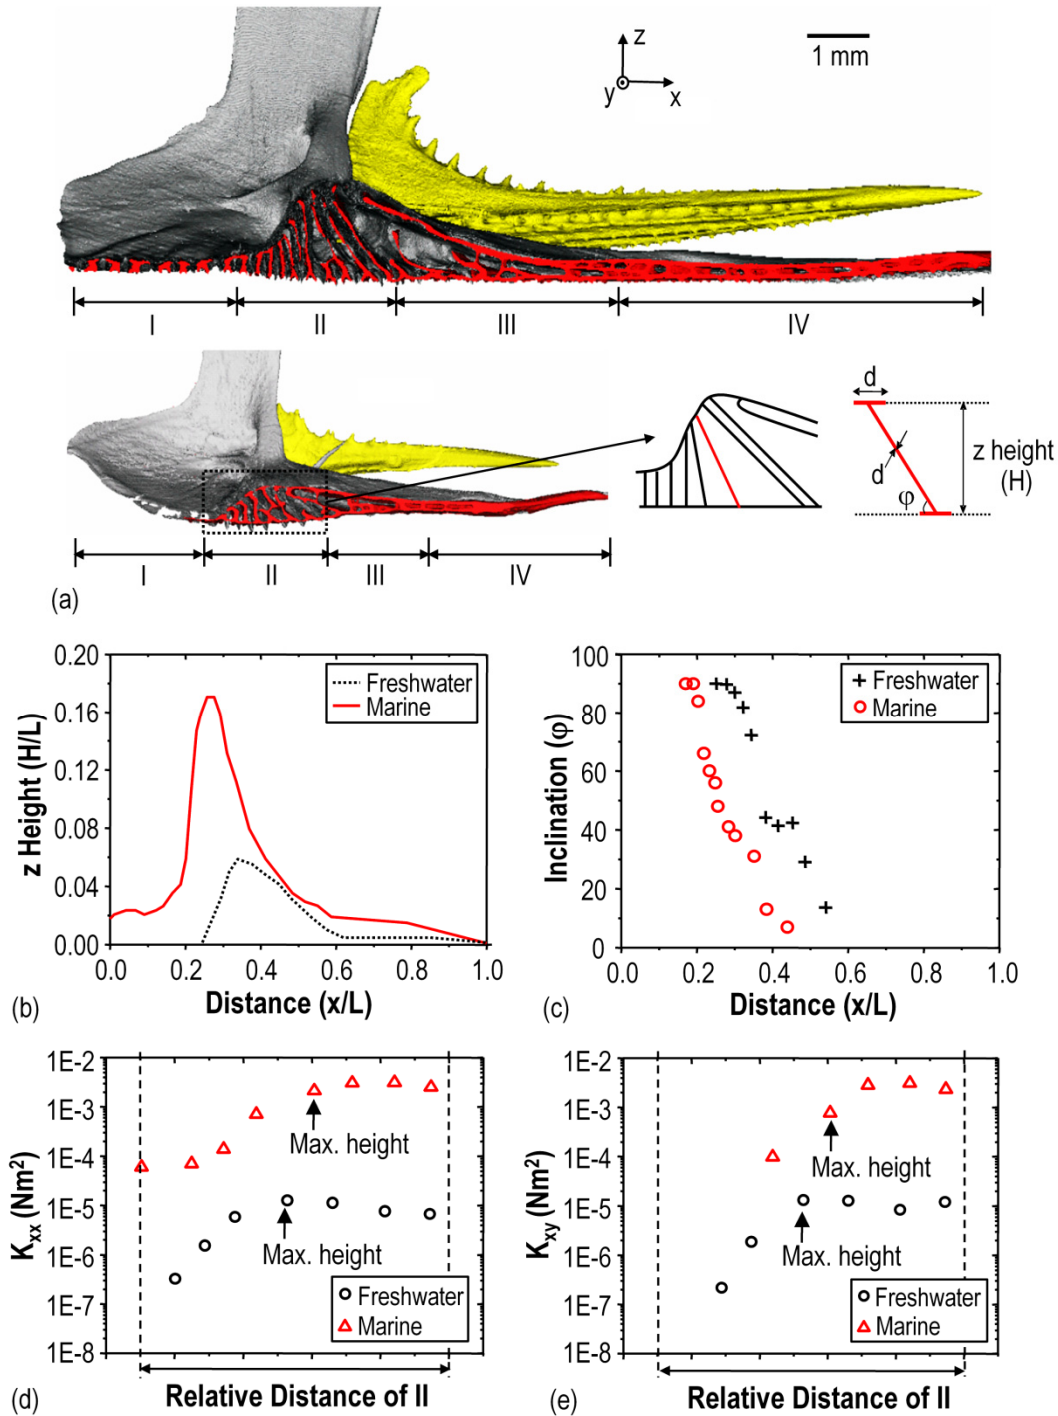 z
y
x
1 mm
I
II
III
IV
d
d
φ
z height
(H)
I
II
III
IV
(a)
0.20
0.16
0.12
0.08
0.04
0.00
z Height (H/L)
Freshwater
Marine
0.0
0.2
0.4
0.6
0.8
1.0
Distance (x/L)
(b)
100
80
60
40
20
0
Inclination (φ)
Freshwater
Marine
0.0
0.2
0.4
0.6
0.8
1.0
Distance (x/L)
(c)
1E-2
1E-3
1E-4
1E-5
1E-6
1E-7
1E-8
Kxx (Nm²)
Max. height
Max. height
Freshwater
Marine
Relative Distance of II
(d)
1E-2
1E-3
1E-4
1E-5
1E-6
1E-7
1E-8
Kxy (Nm²)
Max. height
Max. height
Freshwater
Marine
Relative Distance of II
(e)